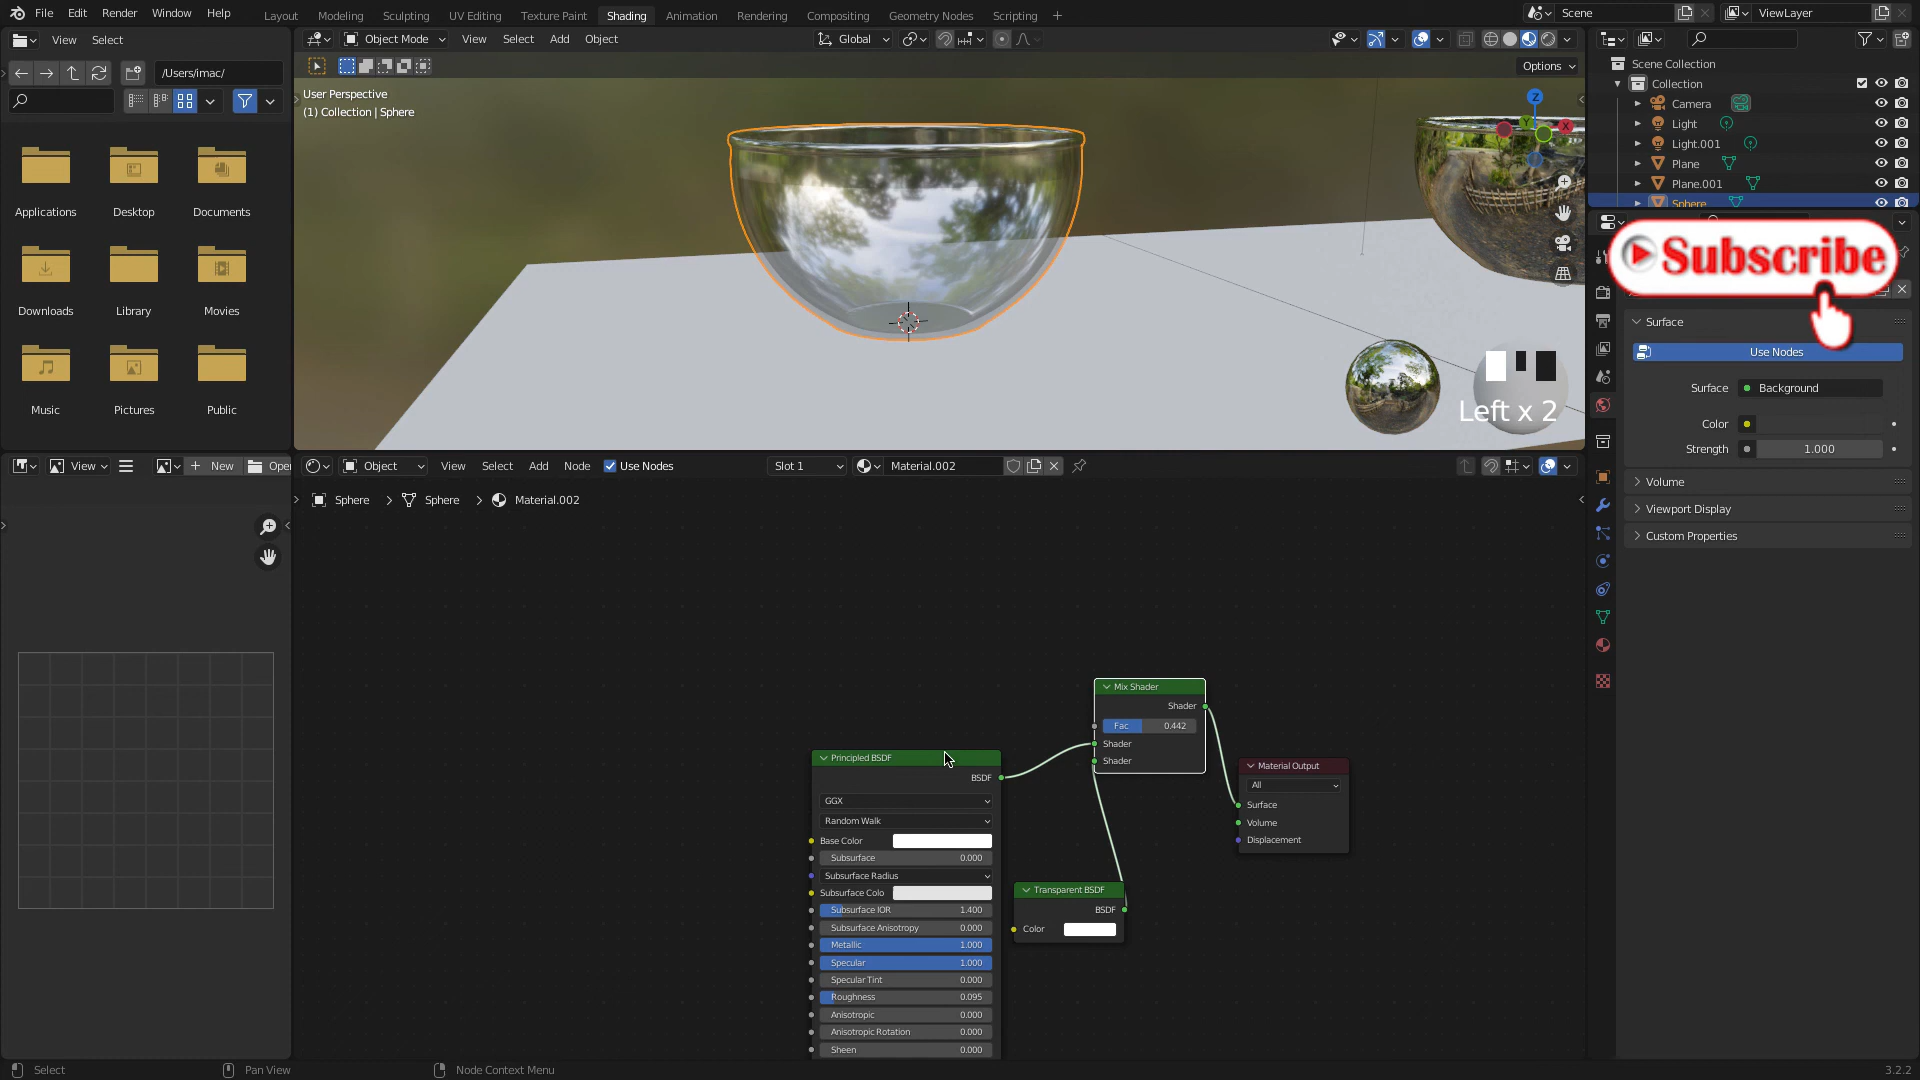 File Edit Render Window Help
Layout Modeling Sculpting UV Editing Texture Paint Shading Animation Rendering Compositing Geometry Nodes Scripting +
Scene
ViewLayer
View Select
Object Mode View Select Add Object
Global
/Users/imac/
Options
User Perspective
(1) Collection | Sphere
Applications Desktop Documents
Downloads Library Movies
Music Pictures Public
Scene Collection
Collection
Camera
Light
Light.001
Plane
Plane.001
Sphere
Subscribe
Z
Y
X
Left x 2
Surface
Use Nodes
Surface Background
Color
Strength 1.000
Volume
Viewport Display
Custom Properties
View
New
Object View Select Add Node Use Nodes Slot 1 Material.002
Sphere > Sphere > Material.002
Mix Shader
Shader
Fac 0.442
Shader
Shader
Principled BSDF
BSDF
GGX
Random Walk
Base Color
Subsurface 0.000
Subsurface Radius
Subsurface Colo
Subsurface IOR 1.400
Subsurface Anisotropy 0.000
Metallic 1.000
Specular 1.000
Specular Tint 0.000
Roughness 0.095
Anisotropic 0.000
Anisotropic Rotation 0.000
Sheen 0.000
Transparent BSDF
BSDF
Color
Material Output
All
Surface
Volume
Displacement
Select Pan View Node Context Menu
3.2.2